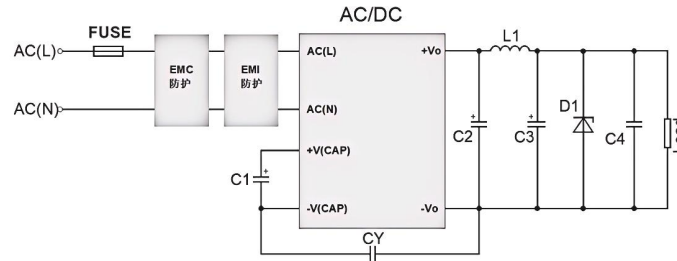 AC/DC
FUSE
AC(L)
EMC
防护
EMI
防护
AC(L)
+Vo
L1
AC(N)
AC(N)
D1
C2
C3
C4
+V(CAP)
C1
-V(CAP)
-Vo
CY